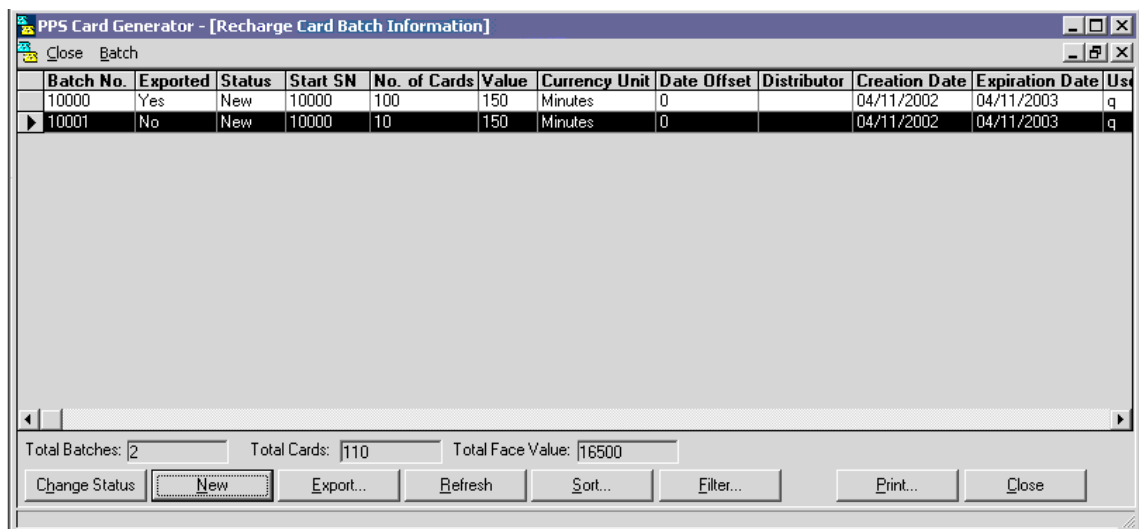 PPS Card Generator - [Recharge Card Batch Information]
Close Batch
Batch No. Exported Status Start SN No. of Cards Value Currency Unit Date Offset Distributor Creation Date Expiration Date Use
10000 Yes New 10000 100 150 Minutes 0 04/11/2002 04/11/2003 q
10001 No New 10000 10 150 Minutes 0 04/11/2002 04/11/2003 q
Total Batches: 2 Total Cards: 110 Total Face Value: 16500
Change Status New Export... Refresh Sort... Filter... Print... Close